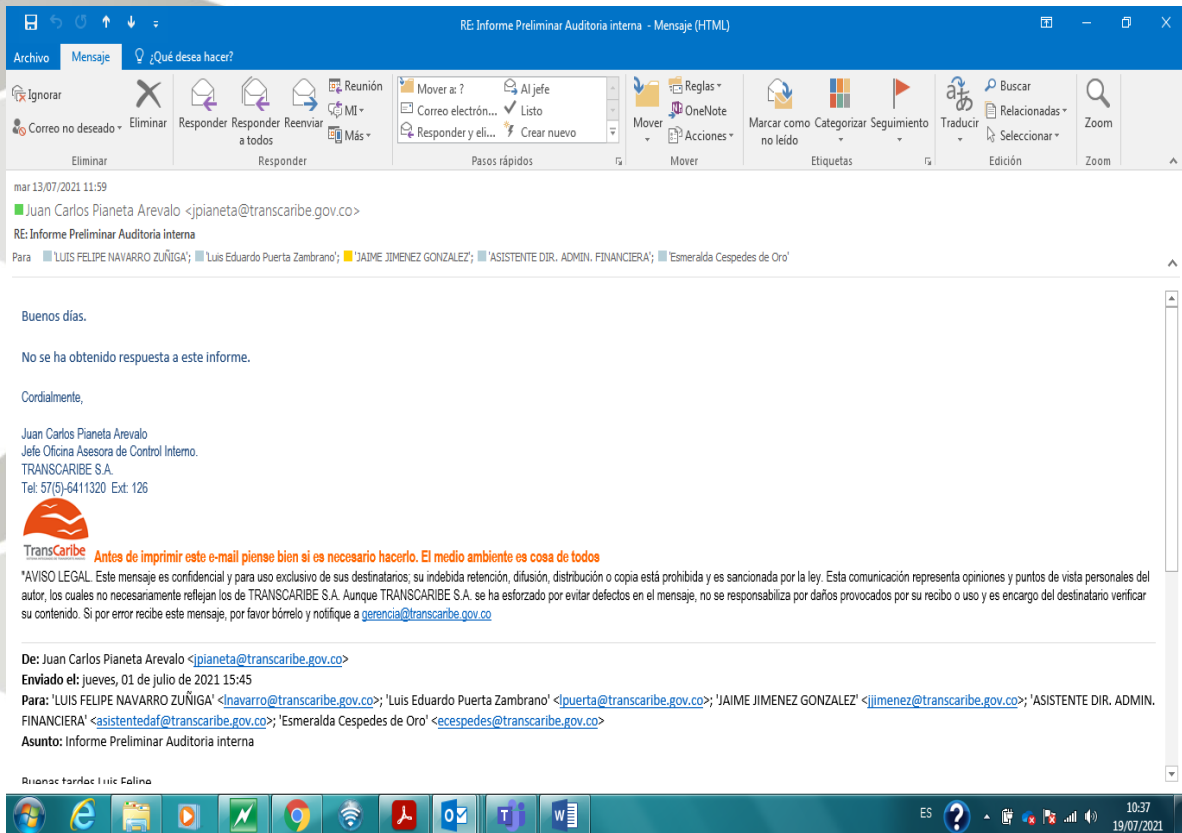 RE: Informe Preliminar Auditoria interna - Mensaje (HTML)
Archivo Mensaje ¿Qué desea hacer?
Ignorar
Correo no deseado
Eliminar
Eliminar
Responder
Responder a todos
Reenviar
Reunión
MI
Más
Responder
Mover a: ?
Correo electrón...
Responder y eli...
Al jefe
Listo
Crear nuevo
Pasos rápidos
Mover
Reglas
OneNote
Acciones
Mover
Marcar como no leído
Categorizar
Seguimiento
Etiquetas
Traducir
Buscar
Relacionadas
Seleccionar
Edición
Zoom
Zoom
mar 13/07/2021 11:59
Juan Carlos Pianeta Arevalo <jpianeta@transcaribe.gov.co>
RE: Informe Preliminar Auditoria interna
Para 'LUIS FELIPE NAVARRO ZUÑIGA'; 'Luis Eduardo Puerta Zambrano'; 'JAIME JIMENEZ GONZALEZ'; 'ASISTENTE DIR. ADMIN. FINANCIERA'; 'Esmeralda Cespedes de Oro'
Buenos días.
No se ha obtenido respuesta a este informe.
Cordialmente,
Juan Carlos Pianeta Arevalo
Jefe Oficina Asesora de Control Interno.
TRANSCARIBE S.A.
Tel: 57(5)-6411320 Ext: 126
TransCaribe
Antes de imprimir este e-mail piense bien si es necesario hacerlo. El medio ambiente es cosa de todos
"AVISO LEGAL. Este mensaje es confidencial y para uso exclusivo de sus destinatarios; su indebida retención, difusión, distribución o copia está prohibida y es sancionada por la ley. Esta comunicación representa opiniones y puntos de vista personales del
autor, los cuales no necesariamente reflejan los de TRANSCARIBE S.A. Aunque TRANSCARIBE S.A. se ha esforzado por evitar defectos en el mensaje, no se responsabiliza por daños provocados por su recibo o uso y es encargo del destinatario verificar
su contenido. Si por error recibe este mensaje, por favor bórrelo y notifique a gerencia@transcaribe.gov.co
De: Juan Carlos Pianeta Arevalo <jpianeta@transcaribe.gov.co>
Enviado el: jueves, 01 de julio de 2021 15:45
Para: 'LUIS FELIPE NAVARRO ZUÑIGA' <lnavarro@transcaribe.gov.co>; 'Luis Eduardo Puerta Zambrano' <lpuerta@transcaribe.gov.co>; 'JAIME JIMENEZ GONZALEZ' <jjimenez@transcaribe.gov.co>; 'ASISTENTE DIR. ADMIN.
FINANCIERA' <asistentedaf@transcaribe.gov.co>; 'Esmeralda Cespedes de Oro' <ecespedes@transcaribe.gov.co>
Asunto: Informe Preliminar Auditoria interna
Buenas tardes Luis Felipe
ES
10:37
19/07/2021